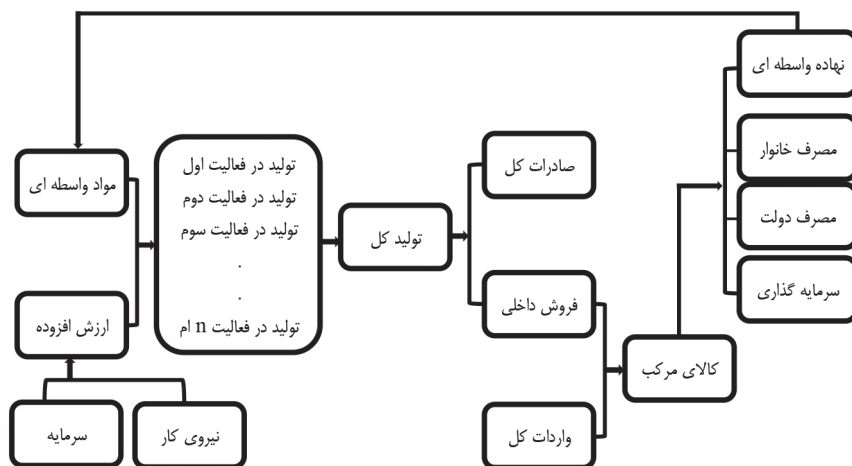 نهاده واسطه ای
مصرف خانوار
مصرف دولت
سرمایه گذاری
کالای مرکب
صادرات کل
فروش داخلی
واردات کل
تولید کل
تولید در فعالیت اول
تولید در فعالیت دوم
تولید در فعالیت سوم
.
.
تولید در فعالیت n ام
مواد واسطه ای
ارزش افزوده
نیروی کار
سرمایه